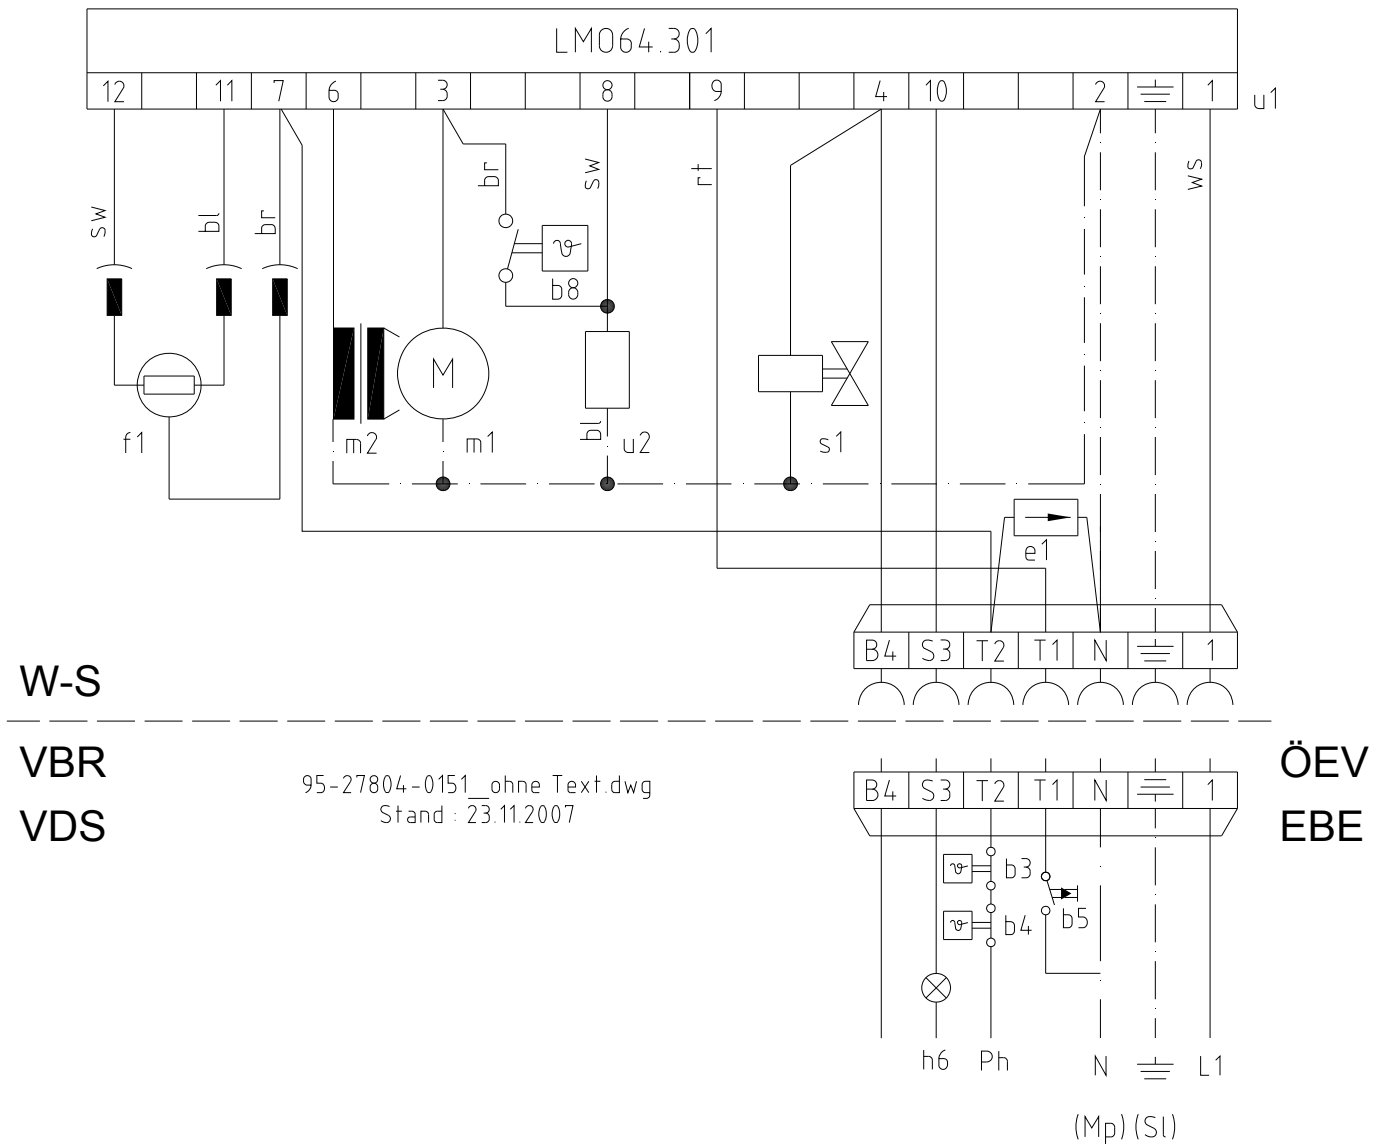 LMO64.301
12 11 7 6 3 8 9 4 10 2 1 u1
sw bl br br sw rt ws
ϑ
b8
M
f1 m2 m1 bl u2 s1
e1
B4 S3 T2 T1 N 1
W-S
VBR ÖEV
95-27804-0151_ohne Text.dwg
Stand : 23.11.2007
B4 S3 T2 T1 N 1
VDS EBE
ϑ b3
ϑ b4 b5
h6 Ph N L1
(Mp) (Sl)